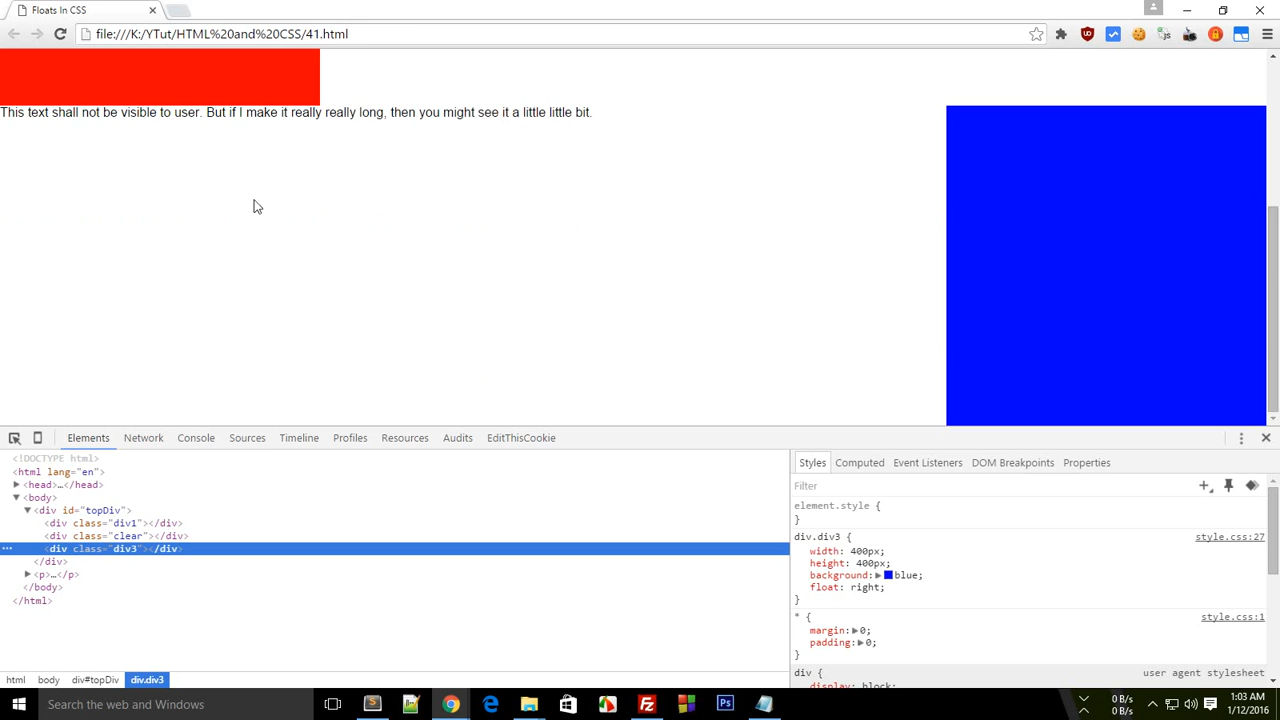 Floats In CSS
file:///K:/YTut/HTML%20and%20CSS/41.html
This text shall not be visible to user. But if I make it really really long, then you might see it a little little bit.
Elements Network Console Sources Timeline Profiles Resources Audits EditThisCookie
<!DOCTYPE html>
<html lang="en">
<head>…</head>
<body>
<div id="topDiv">
<div class="div1"></div>
<div class="clear"></div>
<div class="div3"></div>
</div>
<p>…</p>
</body>
</html>
html body div#topDiv div.div3
Styles Computed Event Listeners DOM Breakpoints Properties
Filter
element.style {
}
div.div3 { style.css:27
width: 400px;
height: 400px;
background: blue;
float: right;
}
* { style.css:1
margin: 0;
padding: 0;
}
div { user agent stylesheet
display: block;
Search the web and Windows
0 B/s
0 B/s
1:03 AM
1/12/2016